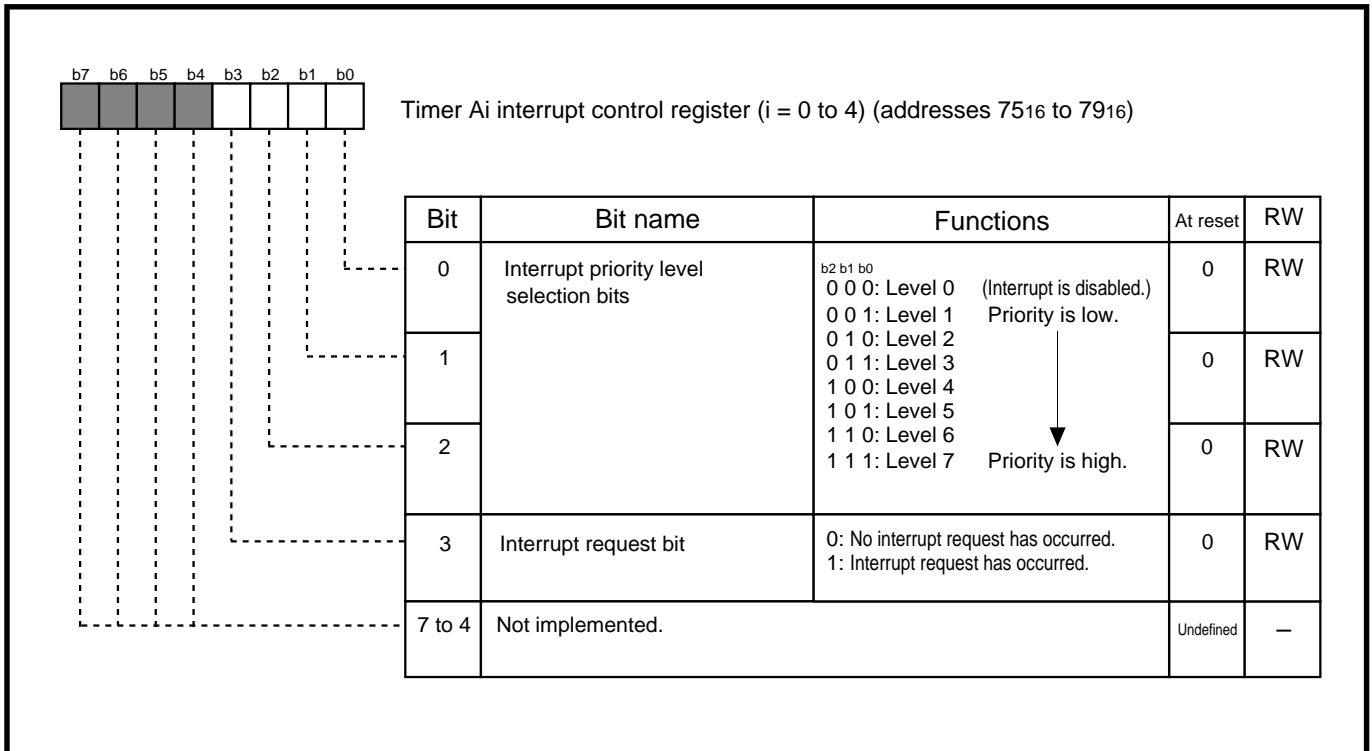 b7 b6 b5 b4 b3 b2 b1 b0
Timer Ai interrupt control register (i = 0 to 4) (addresses 7516 to 7916)
Bit Bit name Functions At reset RW
0 Interrupt priority level selection bits
b2 b1 b0
0 0 0: Level 0 (Interrupt is disabled.)
0 0 1: Level 1 Priority is low.
0 1 0: Level 2
0 1 1: Level 3
1 0 0: Level 4
1 0 1: Level 5
1 1 0: Level 6
1 1 1: Level 7 Priority is high.
0 RW
1 0 RW
2 0 RW
3 Interrupt request bit
0: No interrupt request has occurred.
1: Interrupt request has occurred.
0 RW
7 to 4 Not implemented. Undefined –